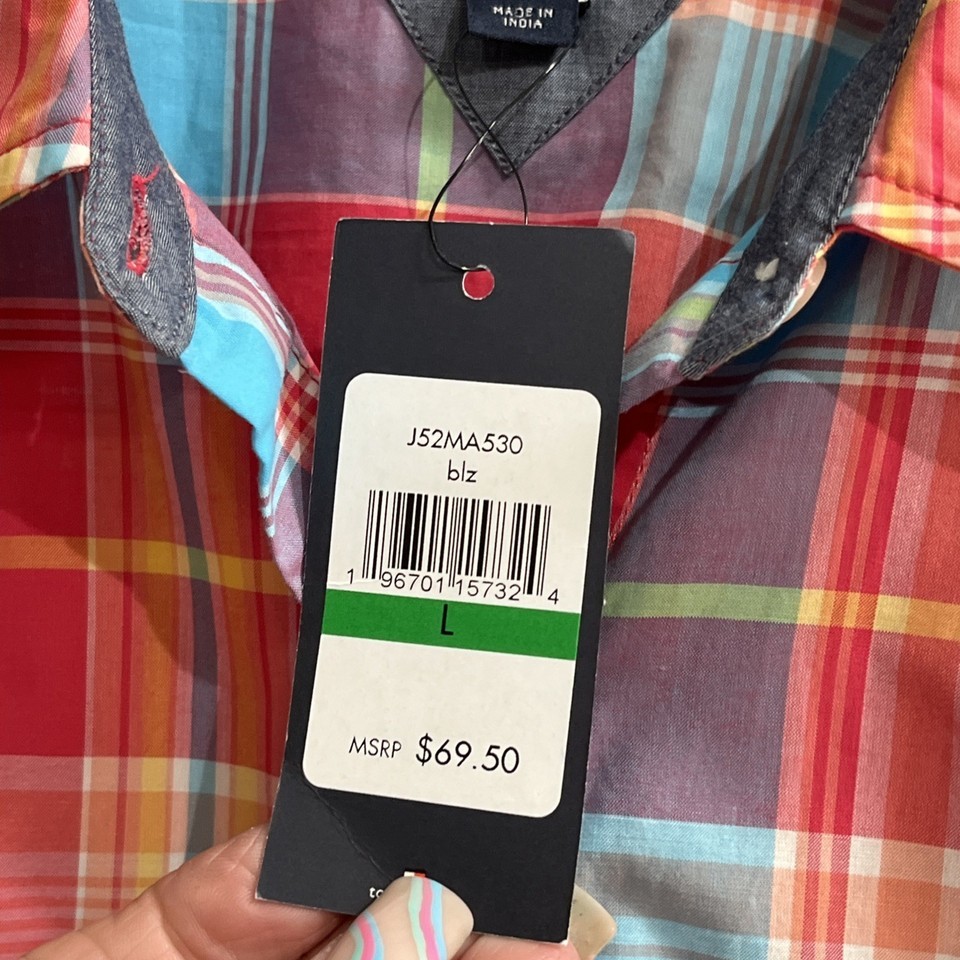 MADE IN
INDIA
J52MA530
blz
1 96701 15732 4
L
MSRP $69.50